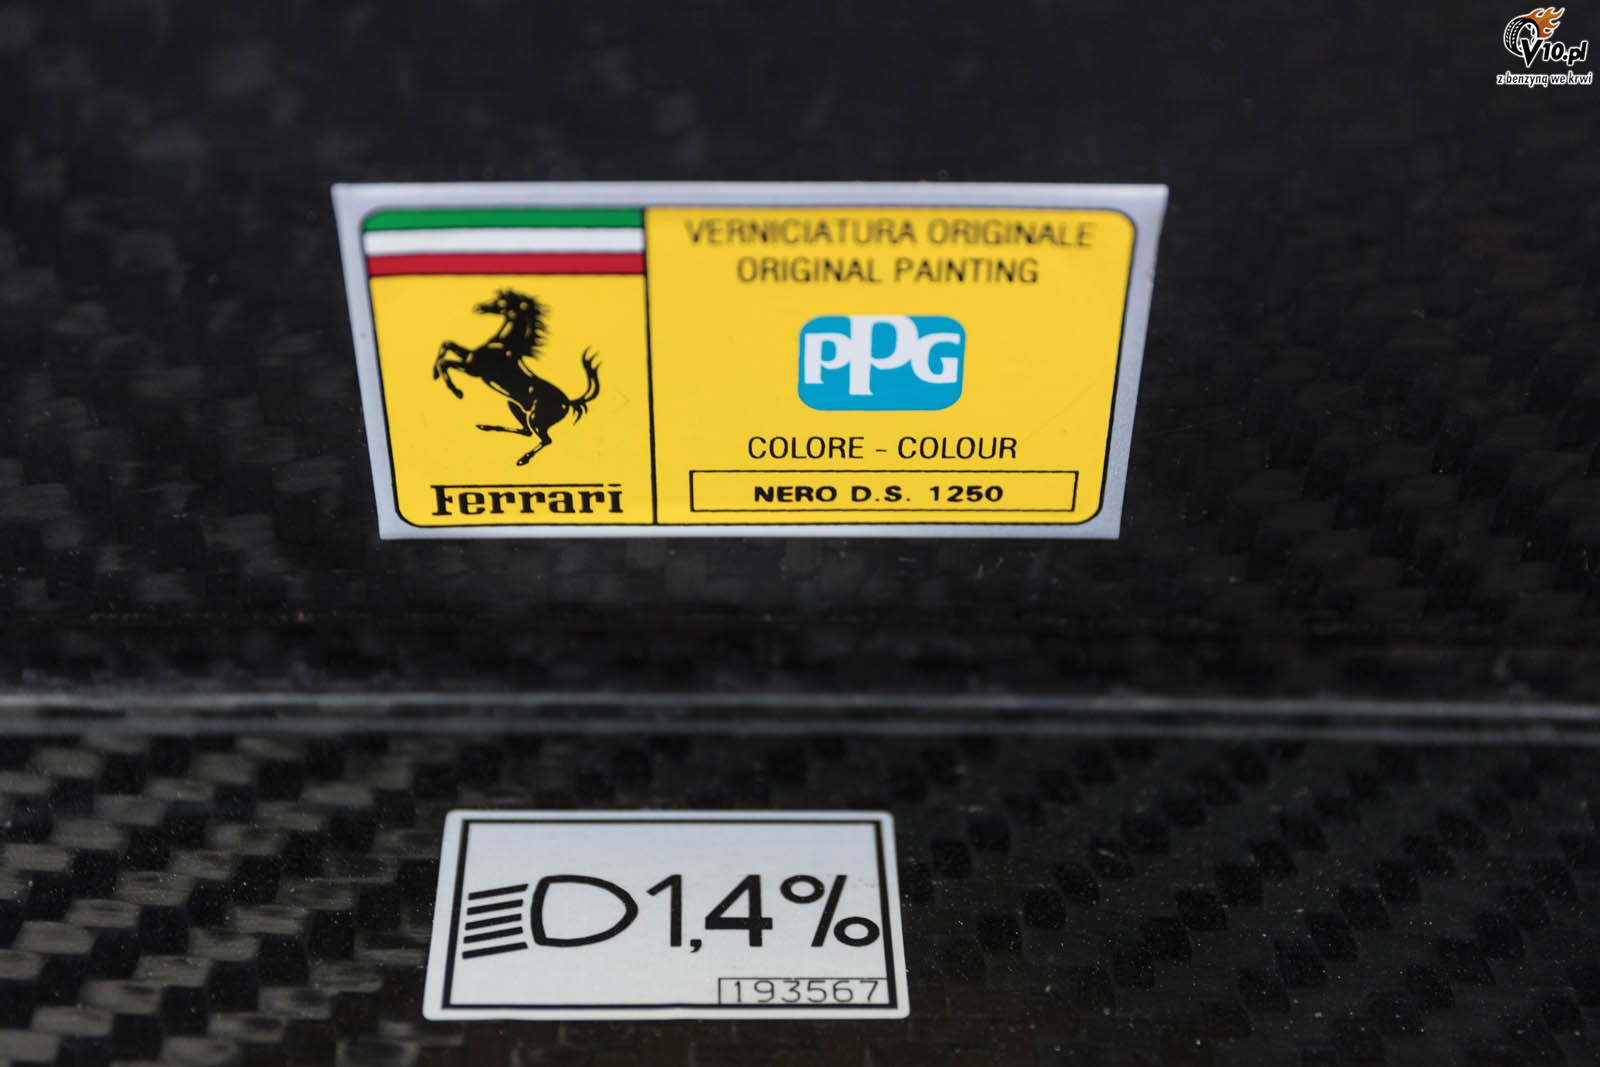 V10.pl
z benzyną we krwi
VERNICIATURA ORIGINALE
ORIGINAL PAINTING
PPG
COLORE - COLOUR
NERO D.S. 1250
Ferrari
1,4%
193567